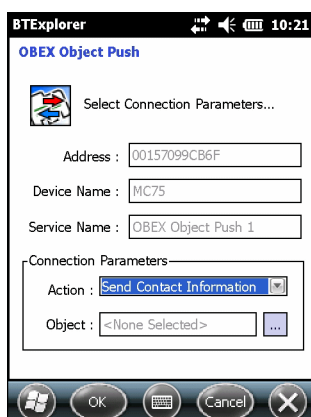 BTExplorer 10:21
OBEX Object Push
Select Connection Parameters...
Address : 00157099CB6F
Device Name : MC75
Service Name : OBEX Object Push 1
Connection Parameters
Action : Send Contact Information
Object : <None Selected> ...
OK Cancel